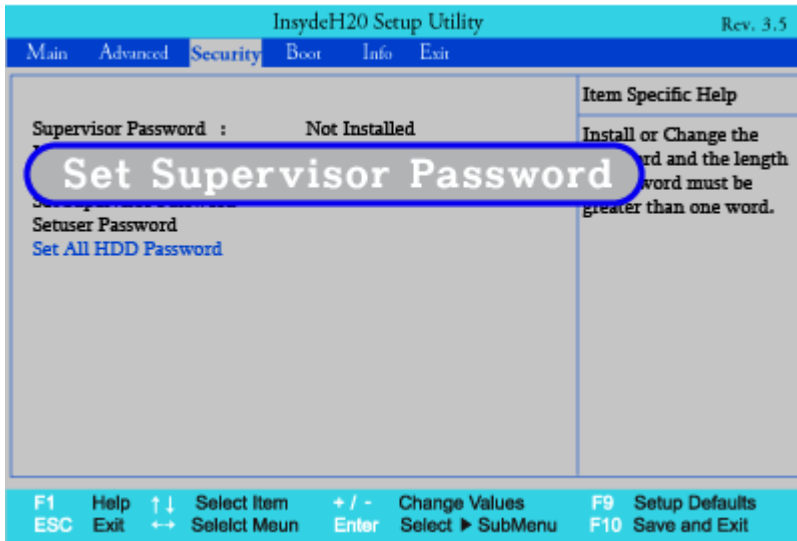 InsydeH20 Setup Utility Rev. 3.5
Main Advanced Security Boot Info Exit
Supervisor Password : Not Installed
Set Supervisor Password
Setuser Password
Set All HDD Password
Item Specific Help
Install or Change the
and the length
must be
greater than one word.
F1 Help ↑↓ Select Item + / - Change Values F9 Setup Defaults
ESC Exit ↔ Selelct Meun Enter Select ▶ SubMenu F10 Save and Exit